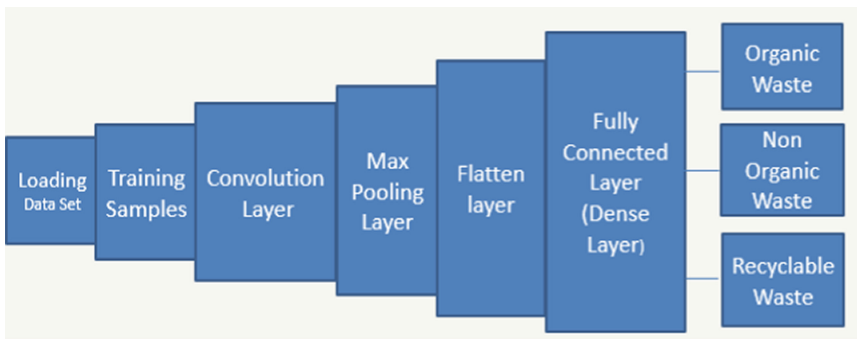 Loading
Data Set
Training
Samples
Convolution
Layer
Max
Pooling
Layer
Flatten
layer
Fully
Connected
Layer
(Dense
Layer)
Organic
Waste
Non
Organic
Waste
Recyclable
Waste